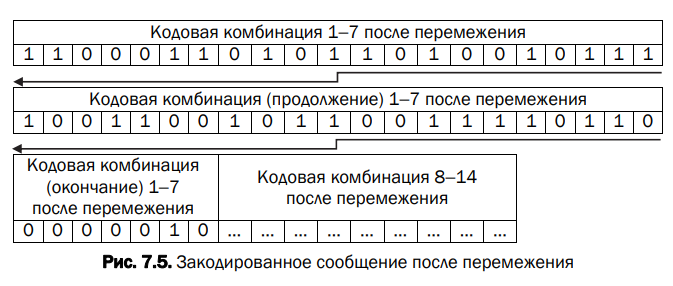 Кодовая комбинация 1–7 после перемежения
1 1 0 0 0 1 1 0 1 0 1 1 0 1 0 0 1 0 1 1 1
Кодовая комбинация (продолжение) 1–7 после перемежения
1 0 0 1 1 0 0 1 0 1 1 0 0 1 1 1 1 0 1 1 0
Кодовая комбинация
(окончание) 1–7
после перемежения
Кодовая комбинация 8–14
после перемежения
0 0 0 0 0 1 0 ... ... ... ... ... ... ... ... ...
Рис. 7.5. Закодированное сообщение после перемежения